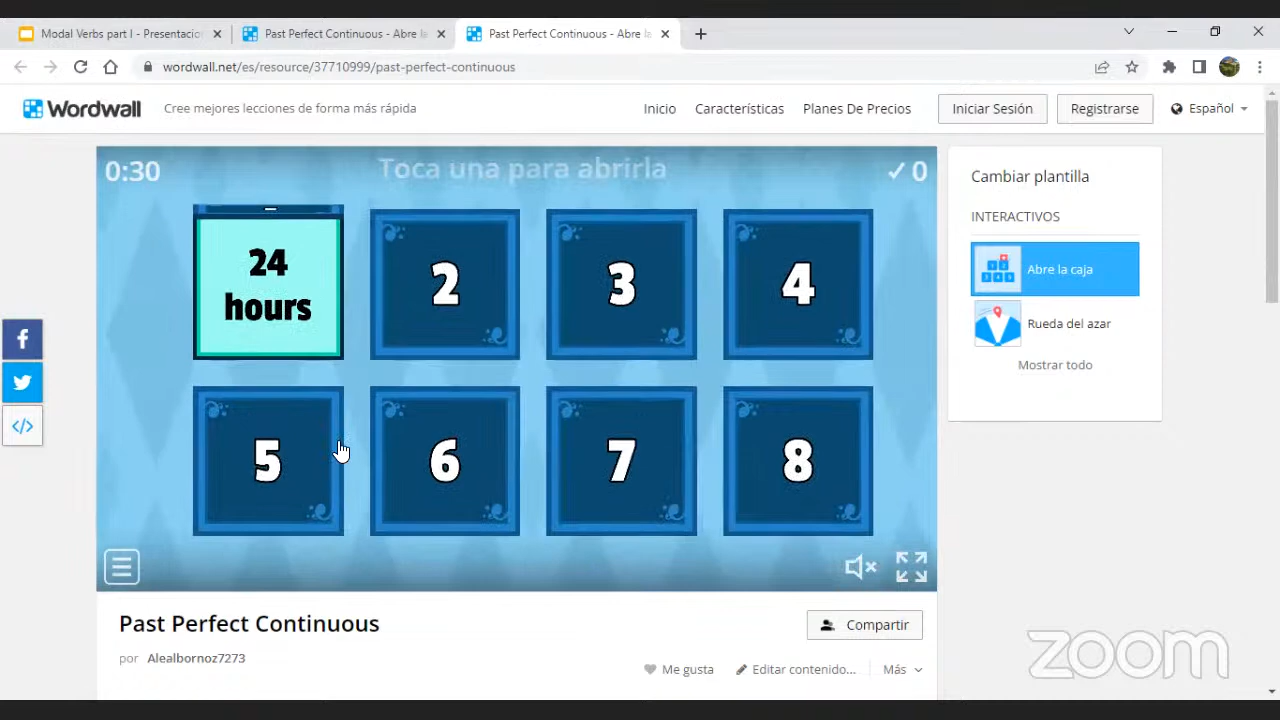 Modal Verbs part I - Presentacio
Past Perfect Continuous - Abre la
Past Perfect Continuous - Abre la
wordwall.net/es/resource/37710999/past-perfect-continuous
Wordwall
Cree mejores lecciones de forma más rápida
Inicio
Características
Planes De Precios
Iniciar Sesión
Registrarse
Español
0:30
Toca una para abrirla
✓ 0
Cambiar plantilla
INTERACTIVOS
Abre la caja
Rueda del azar
Mostrar todo
24
hours
2
3
4
5
6
7
8
Past Perfect Continuous
Compartir
por Alealbornoz7273
Me gusta
Editar contenido...
Más
zoom